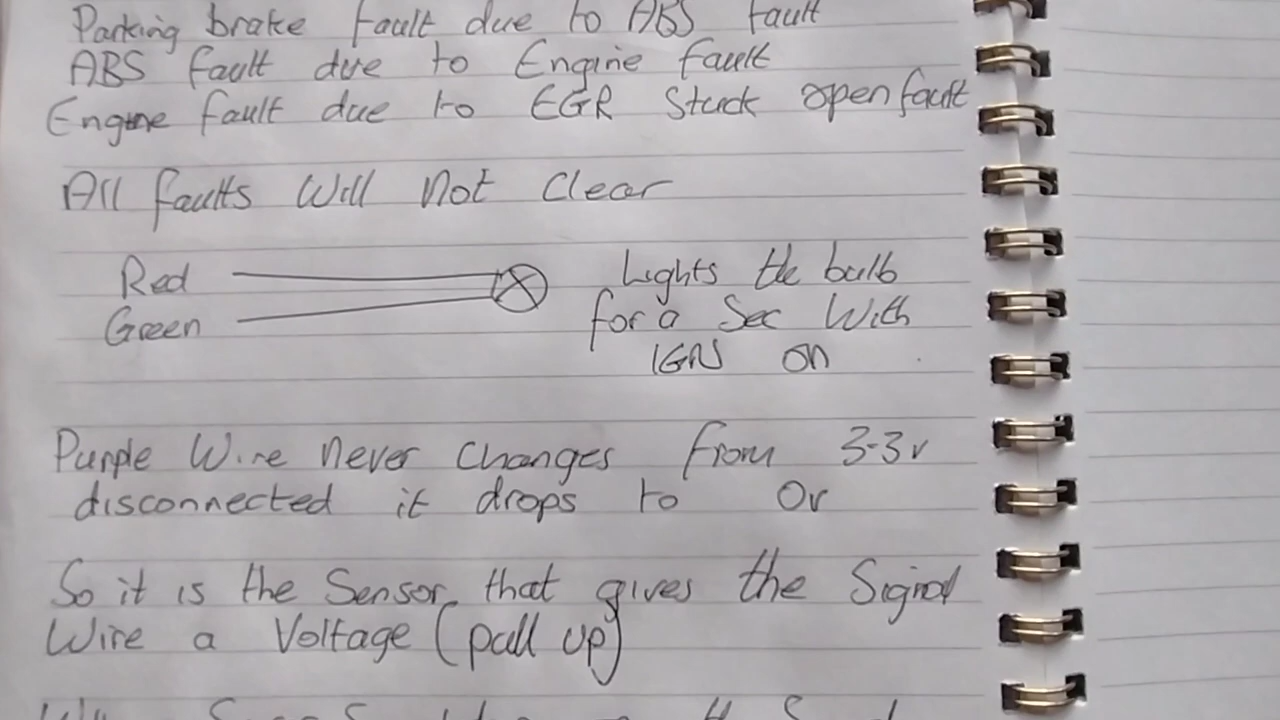 Parking brake fault due to ABS fault
ABS fault due to Engine fault
Engine fault due to EGR Stuck open fault
All faults Will Not Clear
Red
Green
Lights the bulb
for a Sec With
IGN on
Purple Wire never Changes from 3.3v
disconnected it drops to 0v
So it is the Sensor that gives the Signal
Wire a Voltage (pull up)